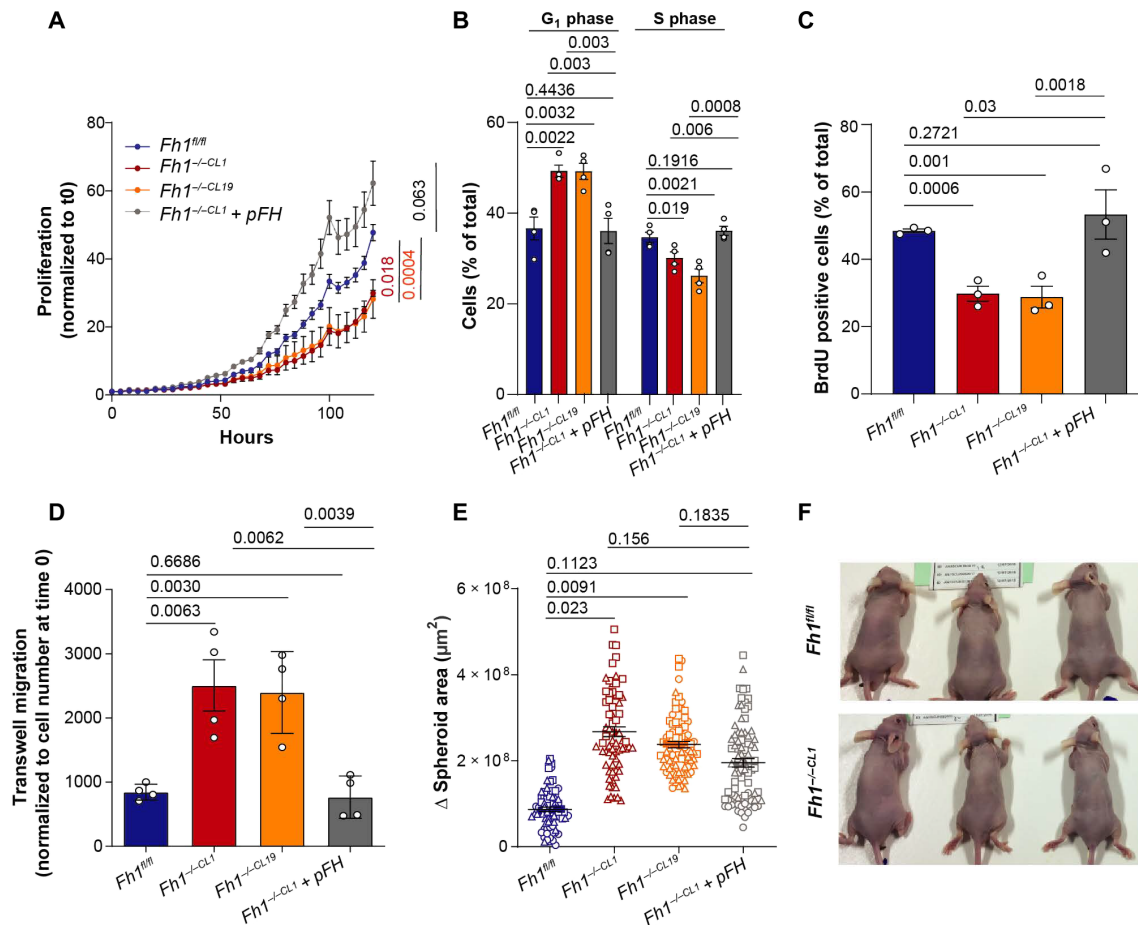 A
Proliferation
(normalized to t0)
80
60
40
20
0
0
50
100
Hours
Fh1fl/fl
Fh1−/−CL1
Fh1−/−CL19
Fh1−/−CL1 + pFH
0.018
0.0004
0.063
B
G1 phase
S phase
0.003
0.003
0.4436
0.0032
0.0022
0.0008
0.006
0.1916
0.0021
0.019
Cells (% of total)
60
40
20
0
Fh1fl/fl
Fh1−/−CL1
Fh1−/−CL19
Fh1−/−CL1 + pFH
Fh1fl/fl
Fh1−/−CL1
Fh1−/−CL19
Fh1−/−CL1 + pFH
C
0.0018
0.03
0.2721
0.001
0.0006
BrdU positive cells (% of total)
80
60
40
20
0
Fh1fl/fl
Fh1−/−CL1
Fh1−/−CL19
Fh1−/−CL1 + pFH
D
0.0039
0.0062
0.6686
0.0030
0.0063
Transwell migration
(normalized to cell number at time 0)
4000
3000
2000
1000
0
Fh1fl/fl
Fh1−/−CL1
Fh1−/−CL19
Fh1−/−CL1 + pFH
E
0.1835
0.156
0.1123
0.0091
0.023
Δ Spheroid area (μm²)
6 × 10⁸
4 × 10⁸
2 × 10⁸
0
Fh1fl/fl
Fh1−/−CL1
Fh1−/−CL19
Fh1−/−CL1 + pFH
F
Fh1fl/fl
Fh1−/−CL1